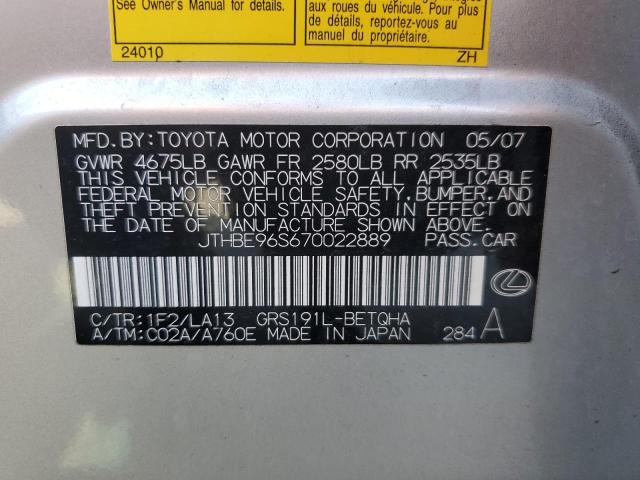 See Owner's Manual for details.
24010
aux roues du véhicule. Pour plus
de détails, reportez-vous au
manuel du propriétaire.
ZH
MFD.BY:TOYOTA MOTOR CORPORATION 05/07
GVWR 4675LB GAWR FR 2580LB RR 2535LB
THIS VEHICLE CONFORMS TO ALL APPLICABLE
FEDERAL MOTOR VEHICLE SAFETY,BUMPER,AND
THEFT PREVENTION STANDARDS IN EFFECT ON
THE DATE OF MANUFACTURE SHOWN ABOVE.
JTHBE96S670022889 PASS.CAR
C/TR:1F2/LA13 GRS191L-BETQHA
A/TM:C02A/A760E MADE IN JAPAN 284A